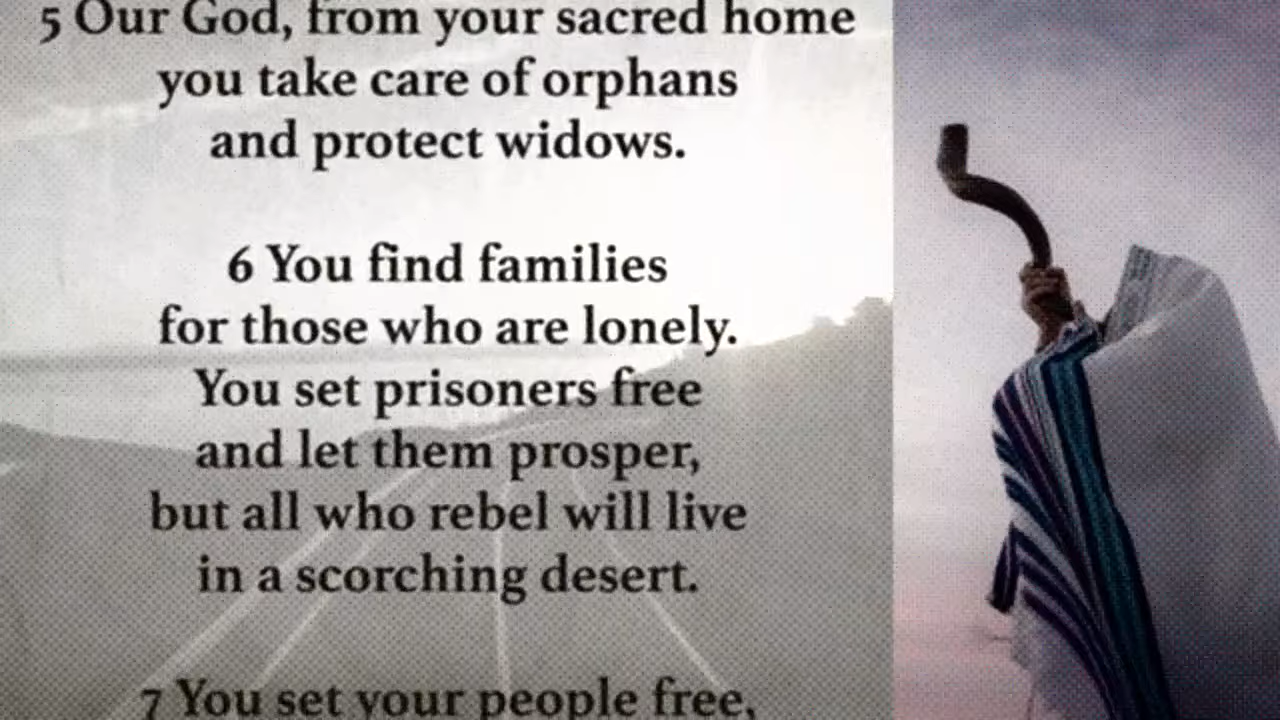 5 Our God, from your sacred home
you take care of orphans
and protect widows.
6 You find families
for those who are lonely.
You set prisoners free
and let them prosper,
but all who rebel will live
in a scorching desert.
7 You set your people free,